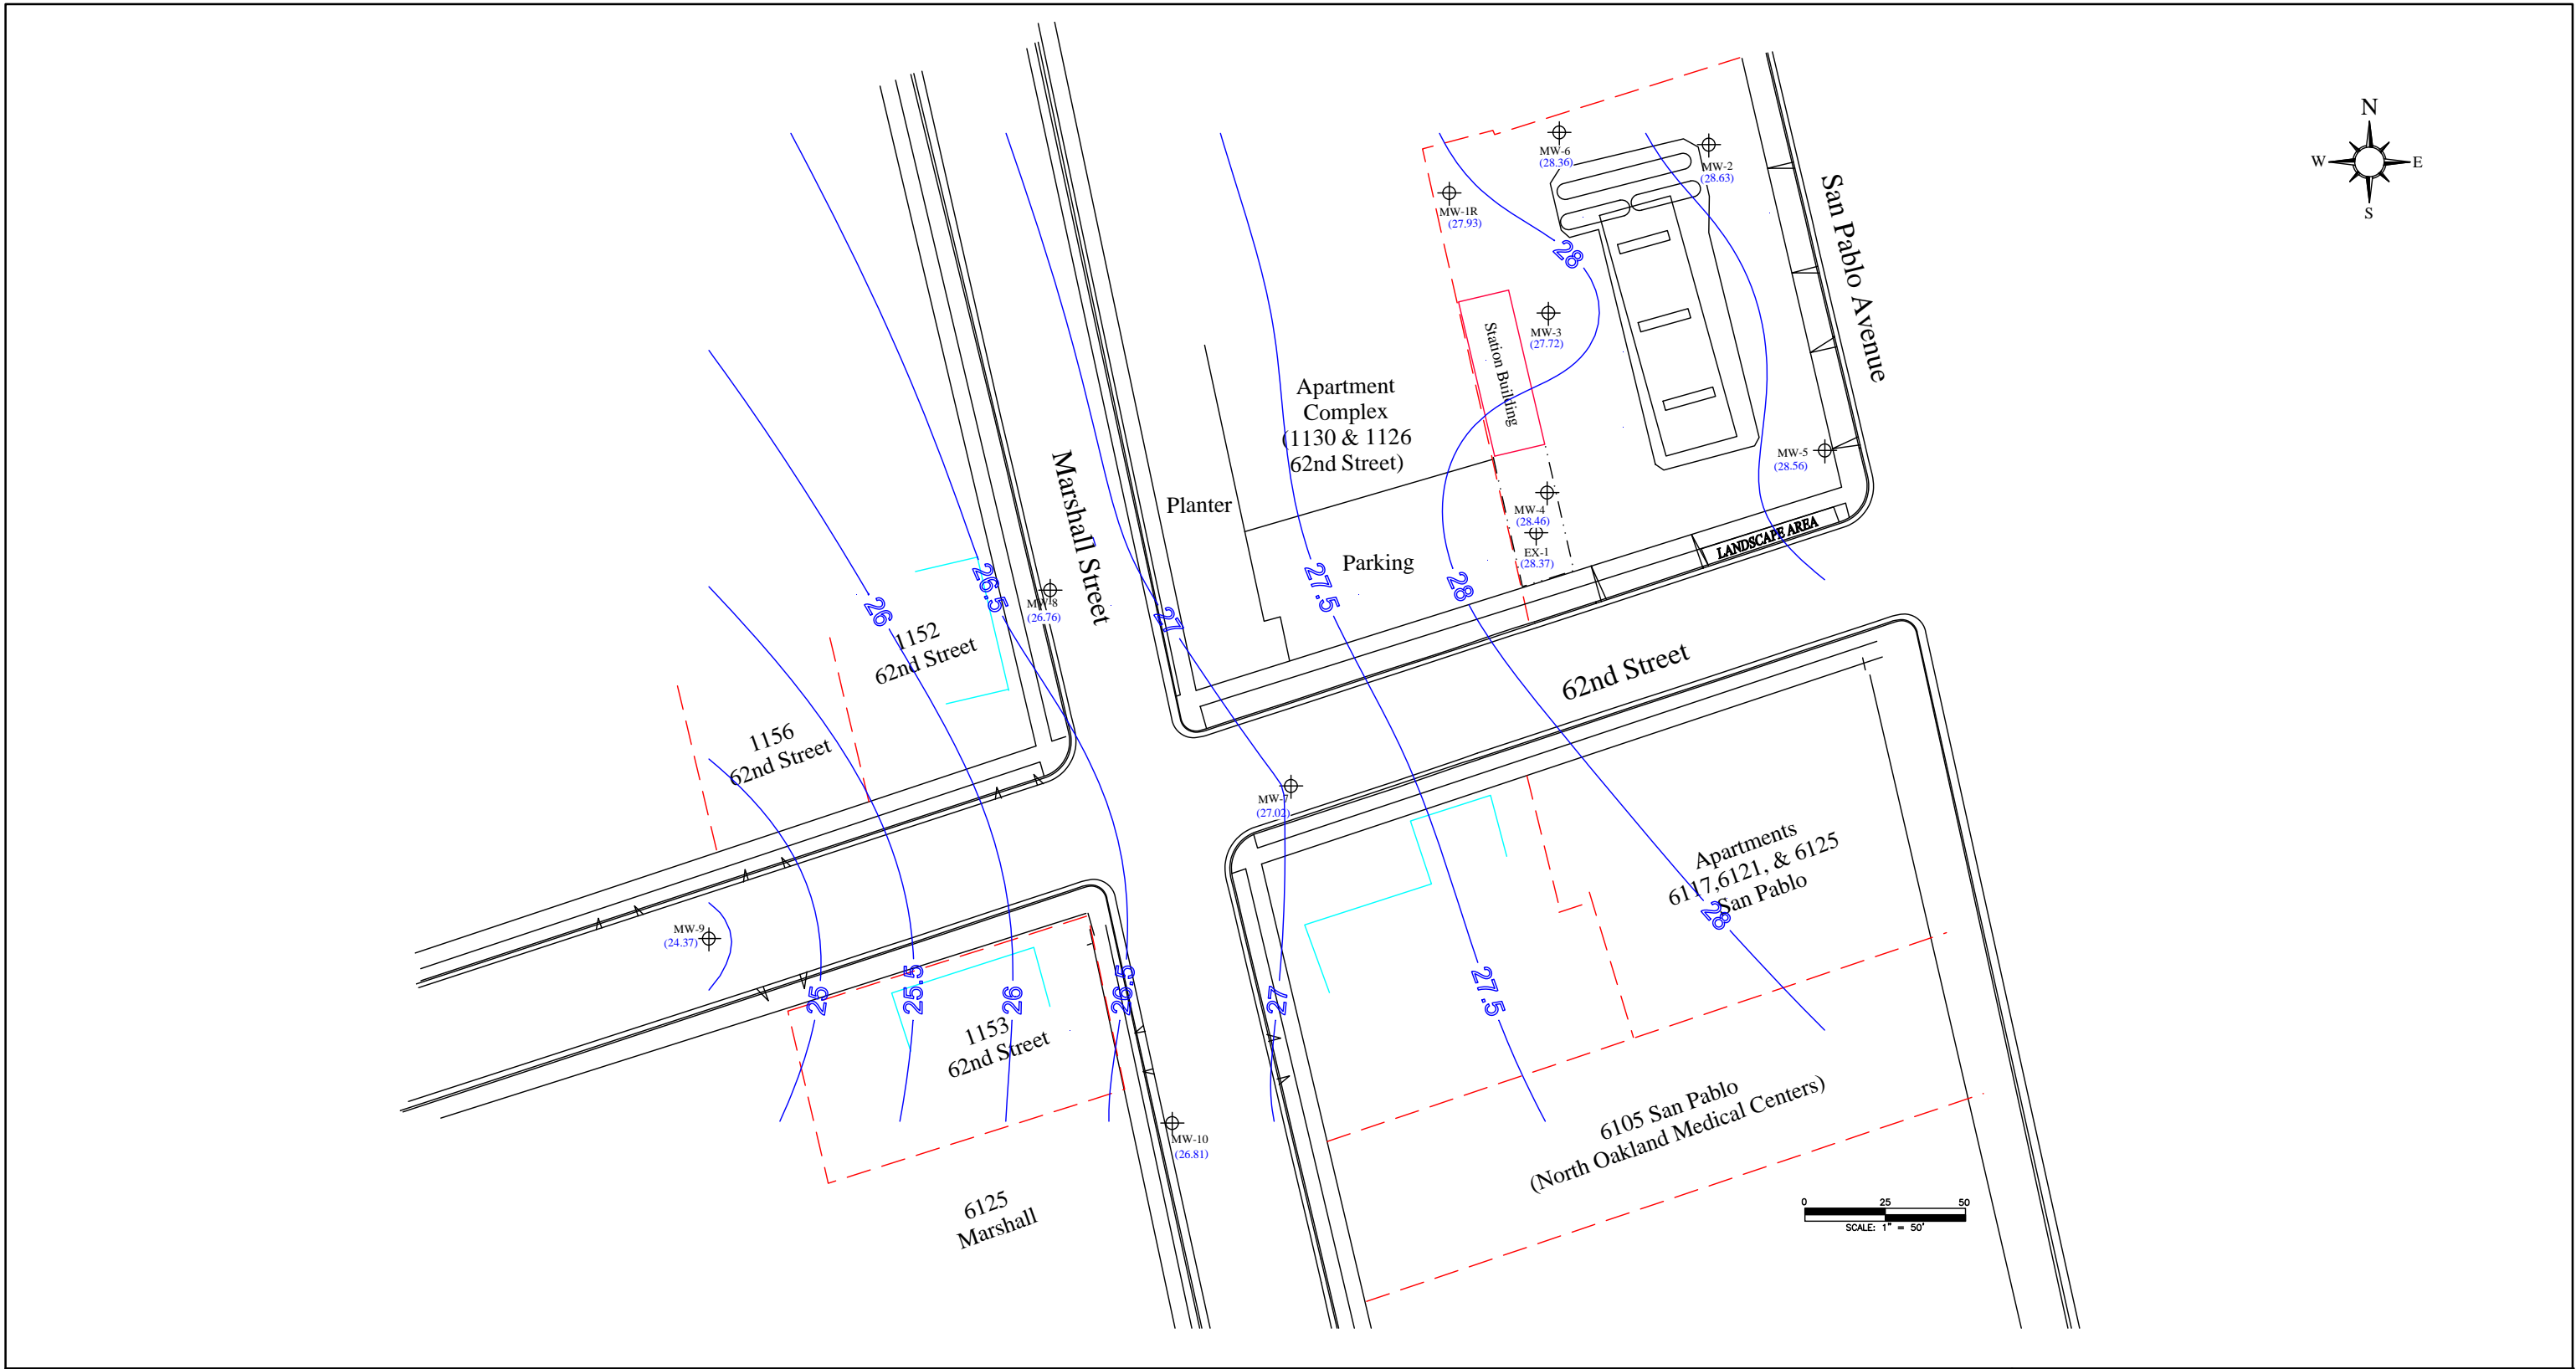 N
W
E
S
MW-6
(28.36)
MW-2
(28.63)
MW-1R
(27.93)
San Pablo Avenue
28
MW-3
(27.72)
Station Building
Apartment
Complex
(1130 & 1126
62nd Street)
MW-5
(28.56)
Marshall Street
Planter
Parking
MW-4
(28.46)
EX-1
(28.37)
LANDSCAPE AREA
26
26.5
MW-8
(26.76)
27
27.5
28
1152
62nd Street
62nd Street
1156
62nd Street
MW-7
(27.02)
Apartments
6117,6121, & 6125
San Pablo
28
MW-9
(24.37)
25
25.5
26
26.5
27
27.5
1153
62nd Street
MW-10
(26.81)
6105 San Pablo
(North Oakland Medical Centers)
6125
Marshall
0 25 50
SCALE: 1" = 50'